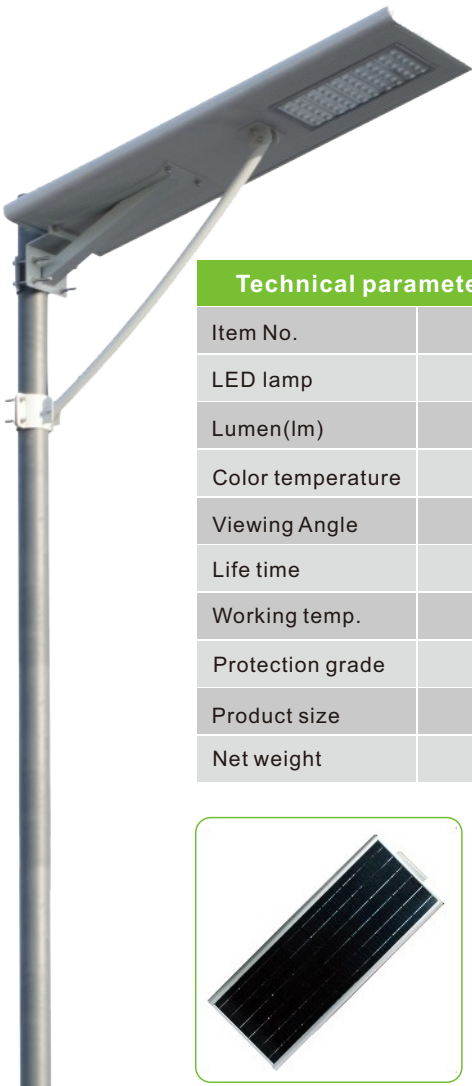 Technical paramete
Item No.
LED lamp
Lumen(lm)
Color temperature
Viewing Angle
Life time
Working temp.
Protection grade
Product size
Net weight